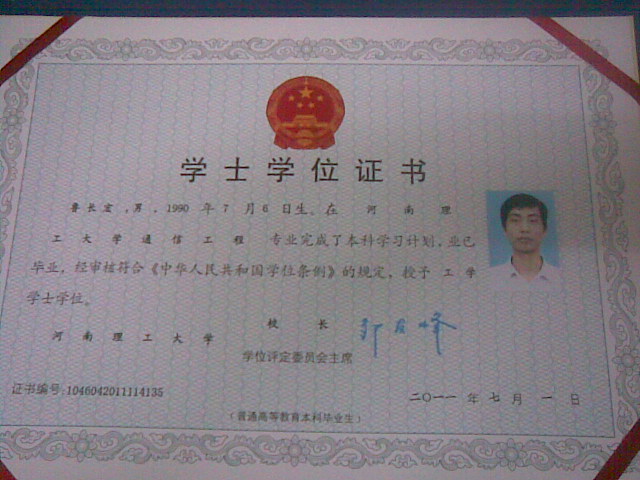 学士学位证书
鲁长宏，男，1990 年 7 月 6 日生。在 河 南 理
工 大 学 通 信 工 程 专业完成了本科学习计划，业已
毕业，经审核符合《中华人民共和国学位条例》的规定，授予 工 学
学士学位。
河 南 理 工 大 学
校 长
学位评定委员会主席
证书编号：1046042011114135
二〇一一 年 七 月 一 日
（普通高等教育本科毕业生）